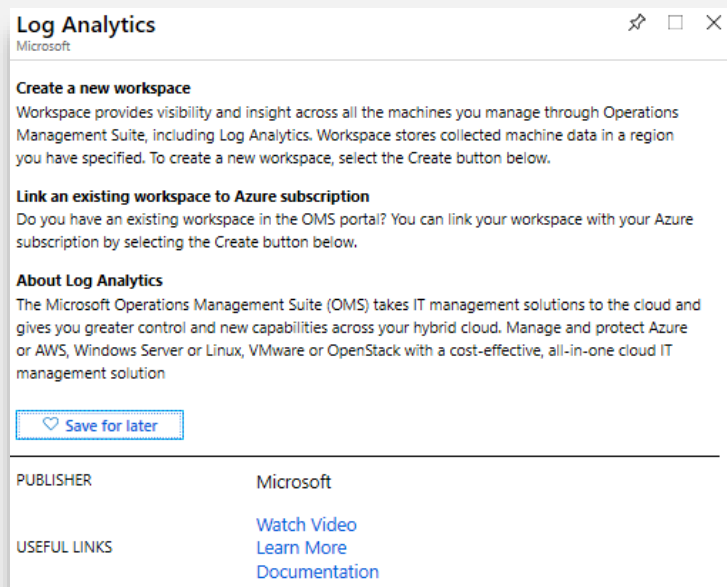 Log Analytics
Microsoft
Create a new workspace
Workspace provides visibility and insight across all the machines you manage through Operations
Management Suite, including Log Analytics. Workspace stores collected machine data in a region
you have specified. To create a new workspace, select the Create button below.
Link an existing workspace to Azure subscription
Do you have an existing workspace in the OMS portal? You can link your workspace with your Azure
subscription by selecting the Create button below.
About Log Analytics
The Microsoft Operations Management Suite (OMS) takes IT management solutions to the cloud and
gives you greater control and new capabilities across your hybrid cloud. Manage and protect Azure
or AWS, Windows Server or Linux, VMware or OpenStack with a cost-effective, all-in-one cloud IT
management solution
Save for later
PUBLISHER Microsoft
Watch Video
USEFUL LINKS Learn More
Documentation